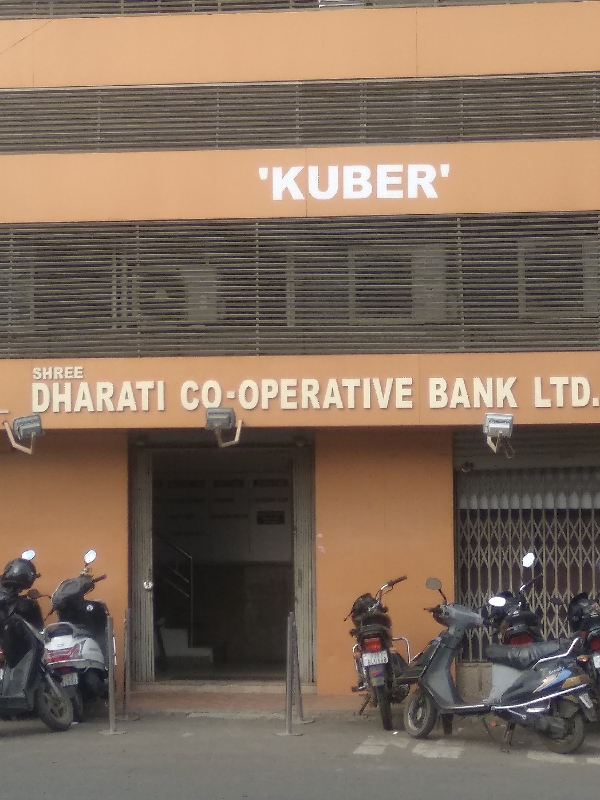 'KUBER'
SHREE
DHARATI CO-OPERATIVE BANK LTD.